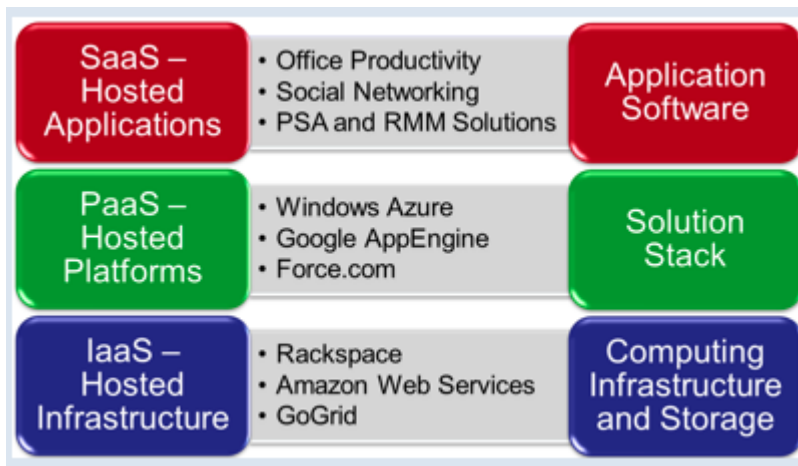 SaaS –
Hosted
Applications
• Office Productivity
• Social Networking
• PSA and RMM Solutions
Application
Software
PaaS –
Hosted
Platforms
• Windows Azure
• Google AppEngine
• Force.com
Solution
Stack
IaaS –
Hosted
Infrastructure
• Rackspace
• Amazon Web Services
• GoGrid
Computing
Infrastructure
and Storage